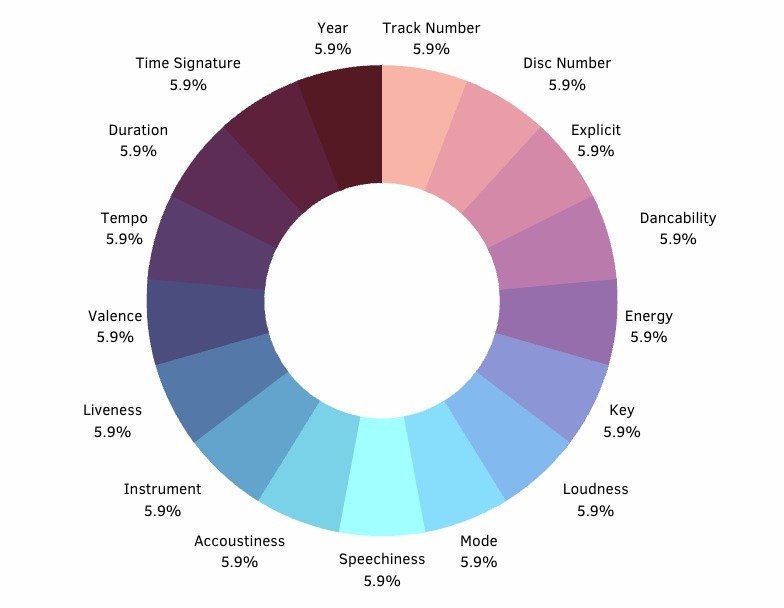 Year
5.9%
Track Number
5.9%
Disc Number
5.9%
Explicit
5.9%
Dancability
5.9%
Energy
5.9%
Key
5.9%
Loudness
5.9%
Mode
5.9%
Speechiness
5.9%
Accoustiness
5.9%
Instrument
5.9%
Liveness
5.9%
Valence
5.9%
Tempo
5.9%
Duration
5.9%
Time Signature
5.9%